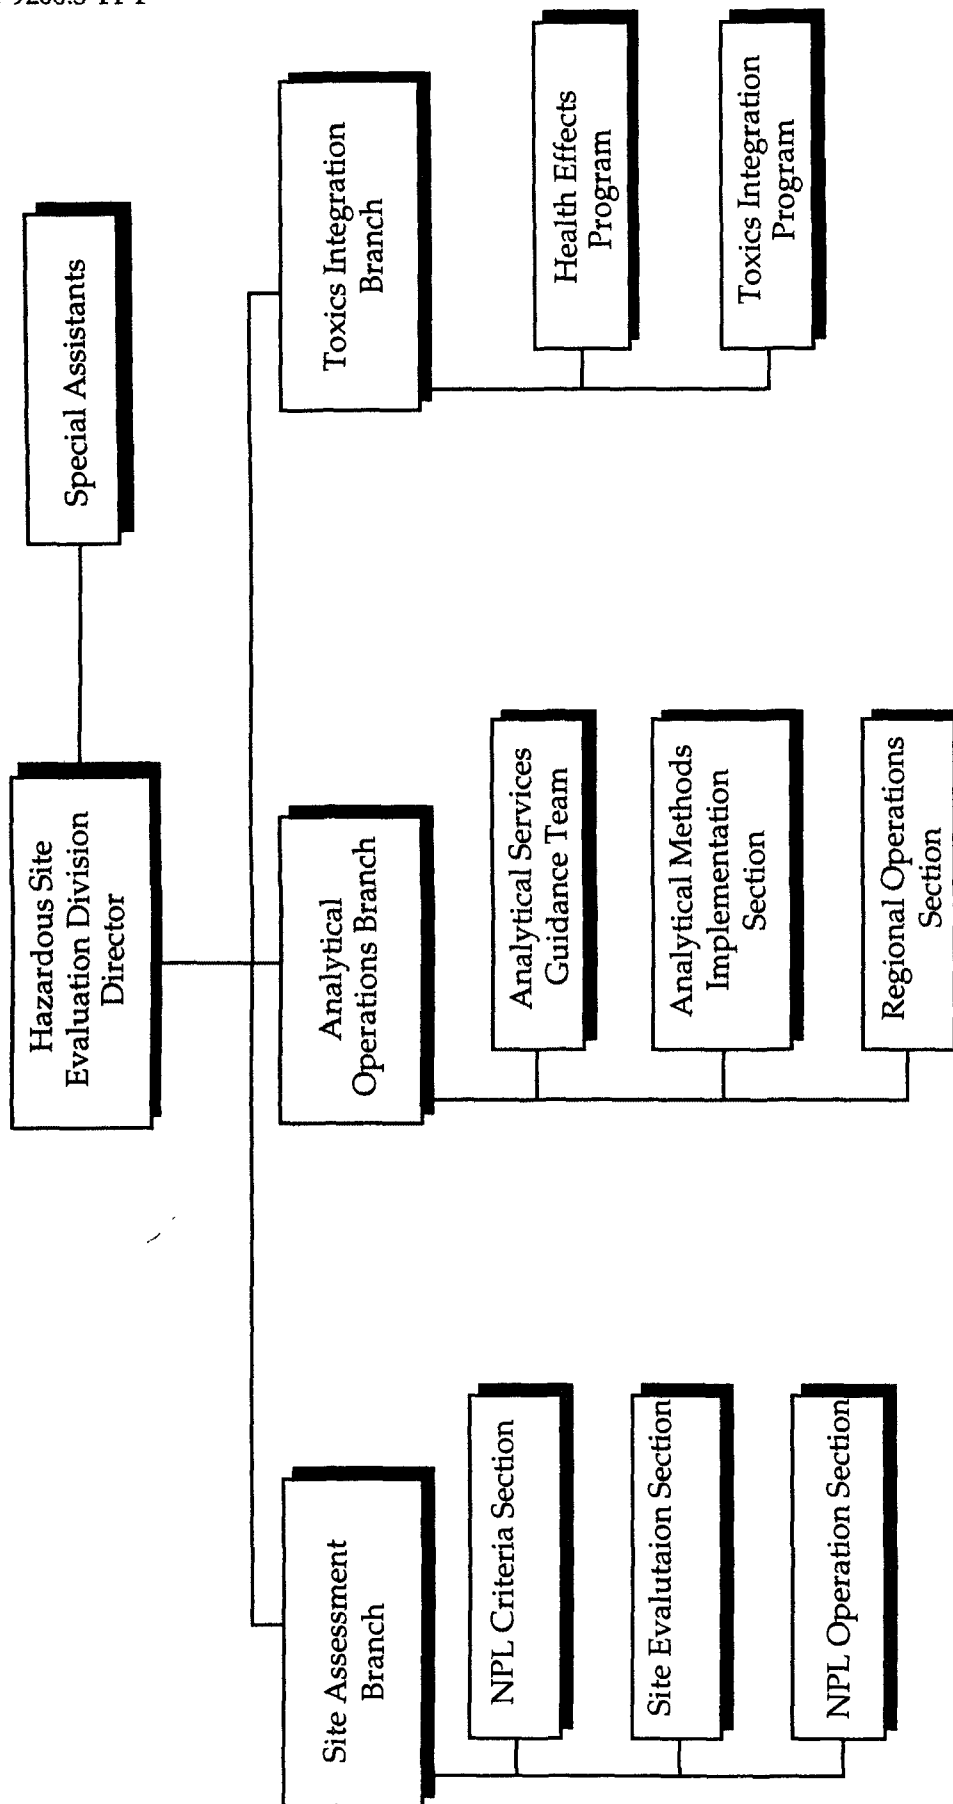 Hazardous Site
Evaluation Division
Director
Special Assistants
Site Assessment
Branch
NPL Criteria Section
Site Evalutaion Section
NPL Operation Section
Analytical
Operations Branch
Analytical Services
Guidance Team
Analytical Methods
Implementation
Section
Regional Operations
Section
Toxics Integration
Branch
Health Effects
Program
Toxics Integration
Program